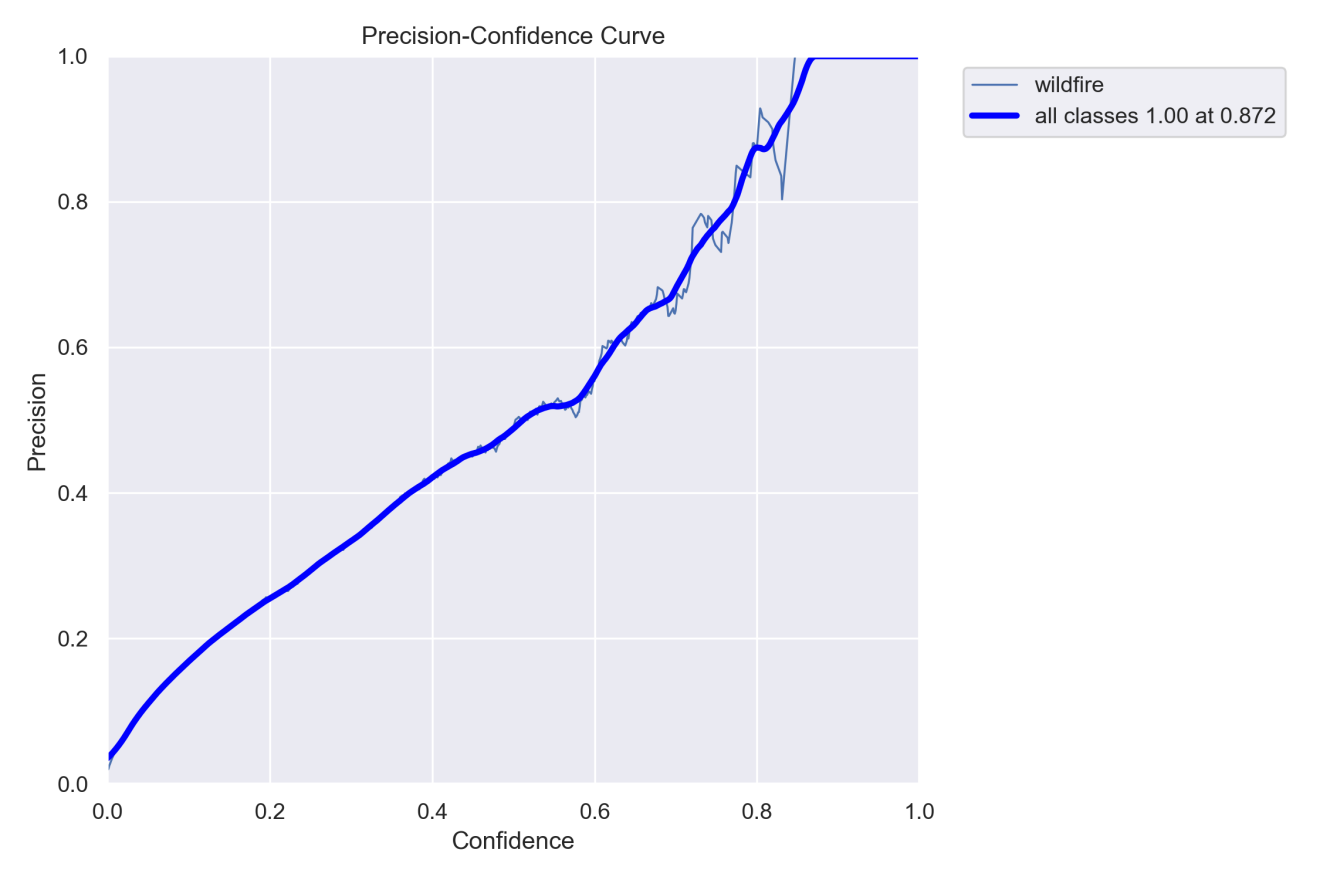 Precision-Confidence Curve
wildfire
all classes 1.00 at 0.872
Precision
1.0
0.8
0.6
0.4
0.2
0.0
0.0 0.2 0.4 0.6 0.8 1.0
Confidence